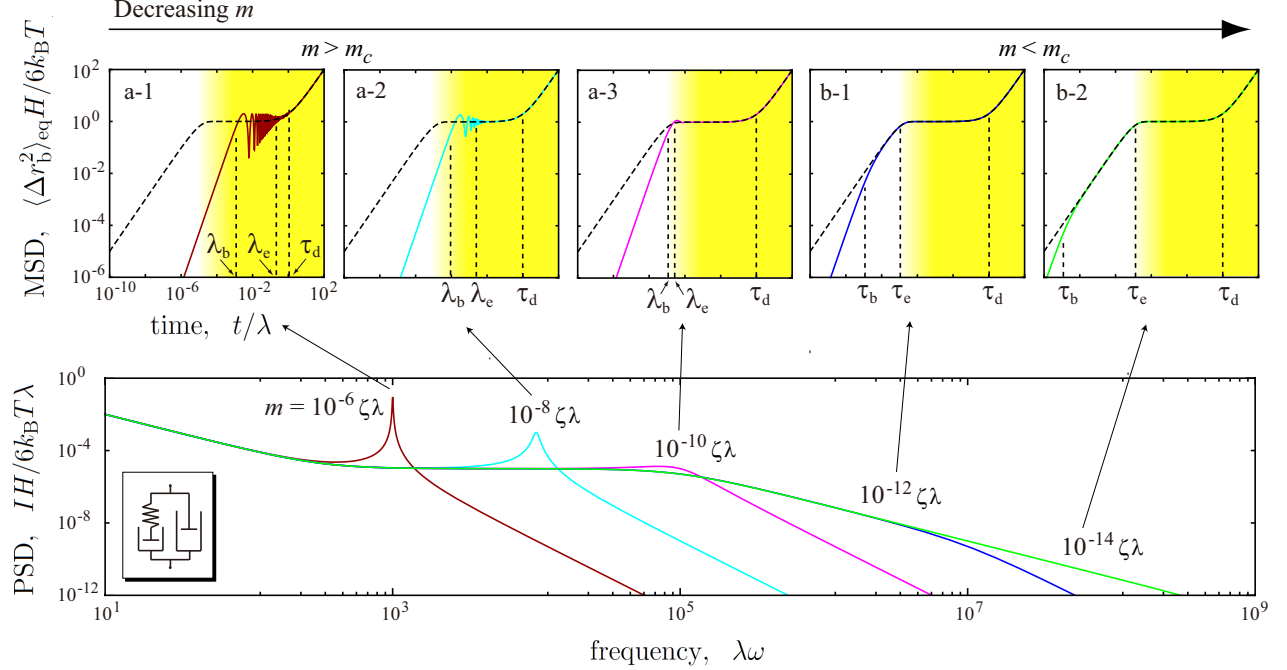 Decreasing m
m > m_c
m < m_c
MSD, ⟨Δr_b^2⟩_eq H/6k_BT
10^2
10^0
10^-2
10^-4
10^-6
a-1
a-2
a-3
b-1
b-2
λ_b λ_e τ_d
10^-10 10^-6 10^-2 10^2
λ_b λ_e τ_d
λ_b λ_e τ_d
τ_b τ_e τ_d
τ_b τ_e τ_d
time, t/λ
PSD, IH/6k_BTλ
10^0
10^-4
10^-8
10^-12
m = 10^-6 ζλ
10^-8 ζλ
10^-10 ζλ
10^-12 ζλ
10^-14 ζλ
10^1 10^3 10^5 10^7 10^9
frequency, λω